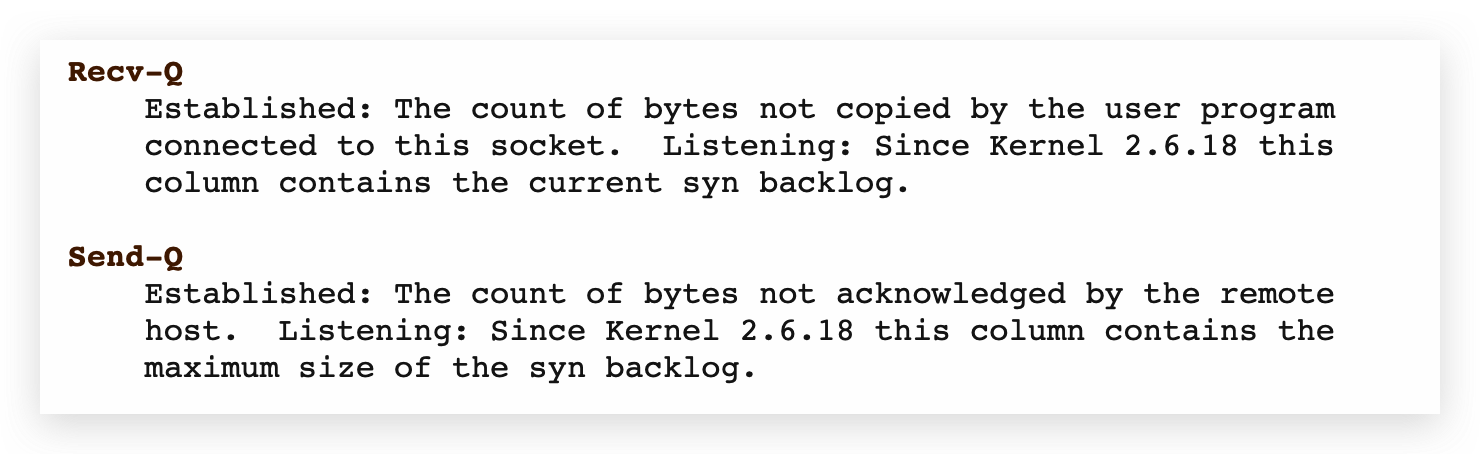 Recv-Q
Established: The count of bytes not copied by the user program
connected to this socket.  Listening: Since Kernel 2.6.18 this
column contains the current syn backlog.
Send-Q
Established: The count of bytes not acknowledged by the remote
host.  Listening: Since Kernel 2.6.18 this column contains the
maximum size of the syn backlog.